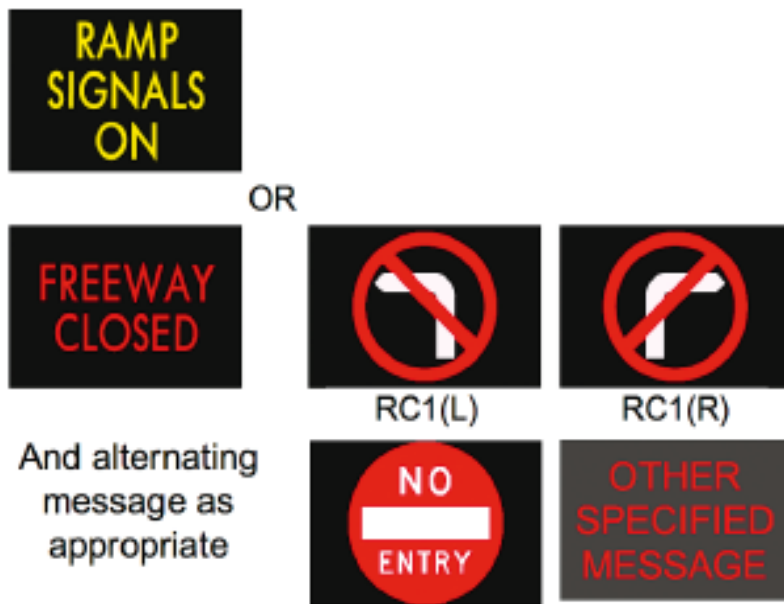 RAMP
SIGNALS
ON
OR
FREEWAY
CLOSED
RC1(L)
RC1(R)
And alternating
message as
appropriate
NO
ENTRY
OTHER
SPECIFIED
MESSAGE